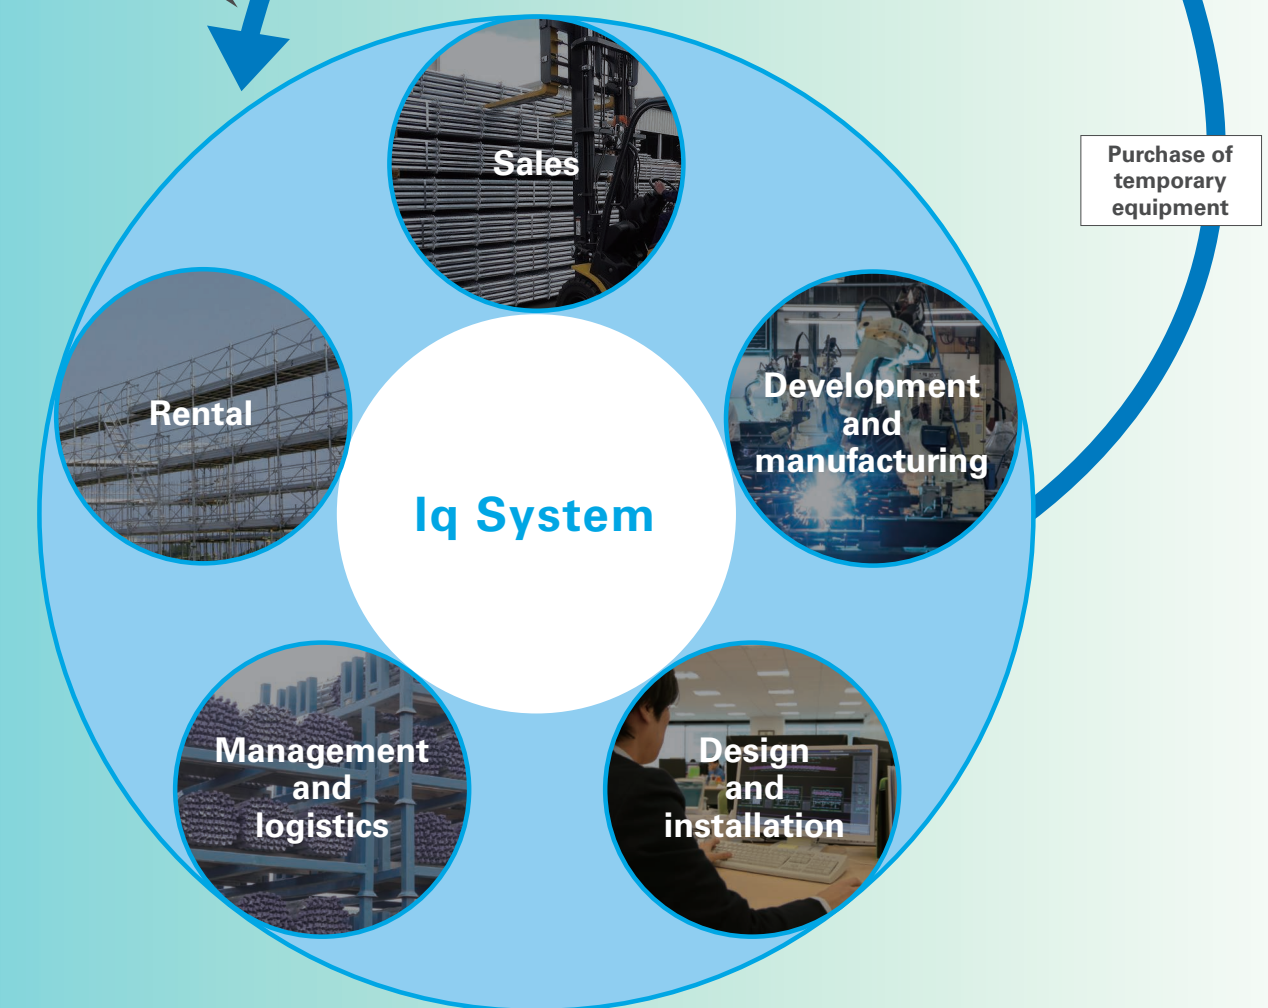 Sales
Purchase of
temporary
equipment
Rental
Development
and
manufacturing
Iq System
Management
and
logistics
Design
and
installation